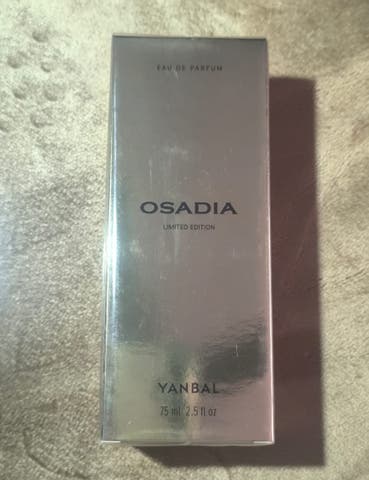 EAU DE PARFUM
OSADIA
LIMITED EDITION
YANBAL
75 ml 2.5 fl oz